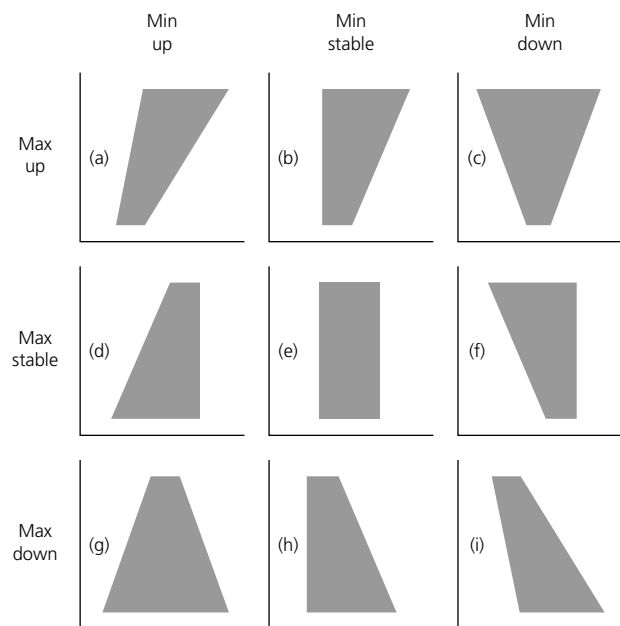 Min
up
Min
stable
Min
down
Max
up
(a)
(b)
(c)
Max
stable
(d)
(e)
(f)
Max
down
(g)
(h)
(i)